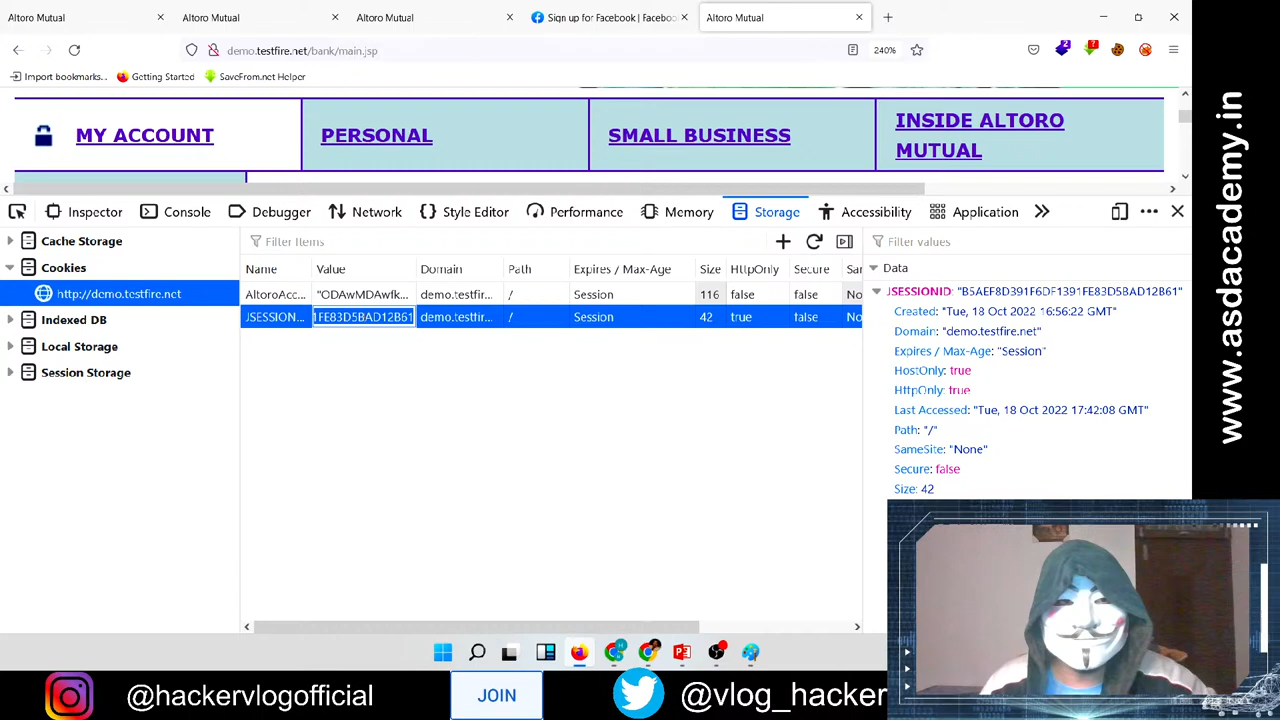 Altoro Mutual
Altoro Mutual
Altoro Mutual
Sign up for Facebook | Faceboo
Altoro Mutual
demo.testfire.net/bank/main.jsp
240%
Import bookmarks...
Getting Started
SaveFrom.net Helper
MY ACCOUNT
PERSONAL
SMALL BUSINESS
INSIDE ALTORO
MUTUAL
Inspector
Console
Debugger
Network
Style Editor
Performance
Memory
Storage
Accessibility
Application
Cache Storage
Cookies
http://demo.testfire.net
Indexed DB
Local Storage
Session Storage
Filter Items
Name Value Domain Path Expires / Max-Age Size HttpOnly Secure Sar
AltoroAcc... "ODAwMDAwfk... demo.testfir... / Session 116 false false No
JSESSION... 1FE83D5BAD12B61 demo.testfir... / Session 42 true false No
Filter values
Data
JSESSIONID: "B5AEF8D391F6DF1391FE83D5BAD12B61"
Created: "Tue, 18 Oct 2022 16:56:22 GMT"
Domain: "demo.testfire.net"
Expires / Max-Age: "Session"
HostOnly: true
HttpOnly: true
Last Accessed: "Tue, 18 Oct 2022 17:42:08 GMT"
Path: "/"
SameSite: "None"
Secure: false
Size: 42
www.asdacademy.in
@hackervlogofficial
JOIN
@vlog_hacker